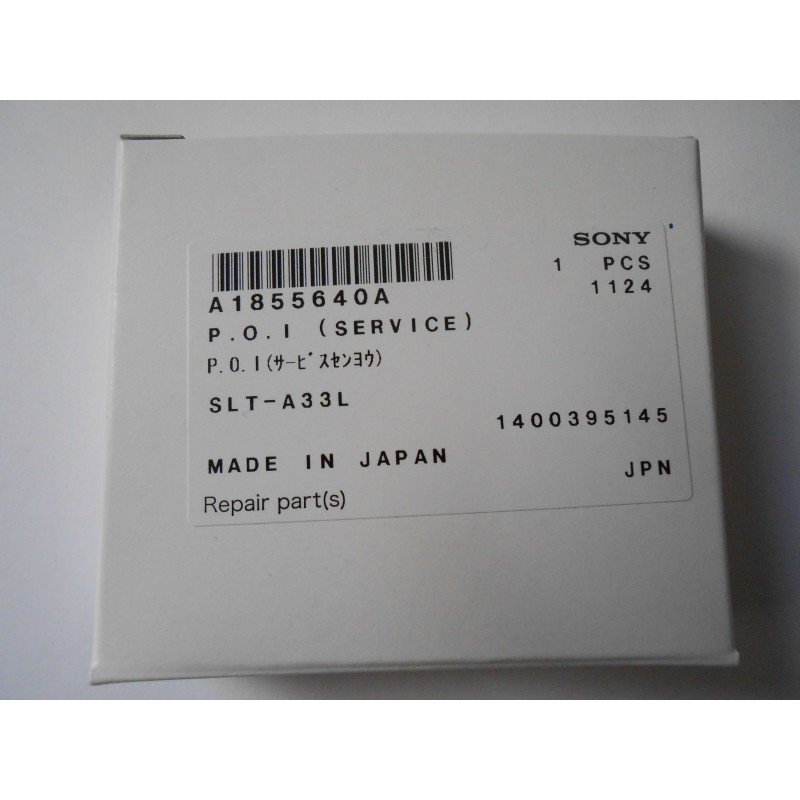 SONY
1 PCS
A1855640A
1124
P.O.I (SERVICE)
P.O.I(ｻｰﾋﾞｽｾﾝﾖｳ)
SLT-A33L
1400395145
MADE IN JAPAN
JPN
Repair part(s)